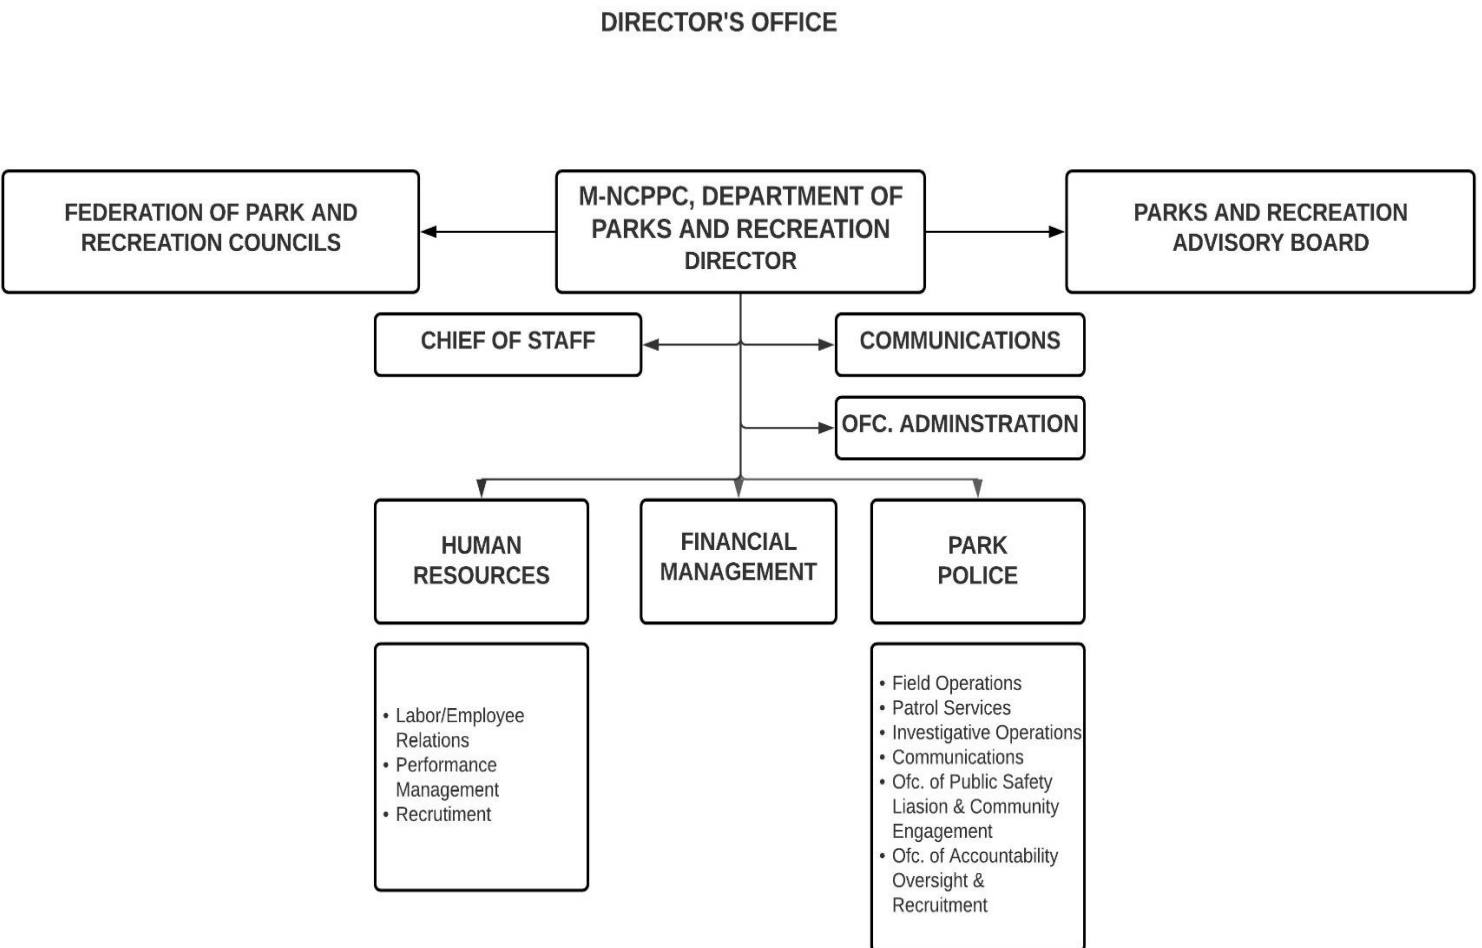 DIRECTOR'S OFFICE
FEDERATION OF PARK AND
RECREATION COUNCILS
M-NCPPC, DEPARTMENT OF
PARKS AND RECREATION
DIRECTOR
PARKS AND RECREATION
ADVISORY BOARD
CHIEF OF STAFF
COMMUNICATIONS
OFC. ADMINSTRATION
HUMAN
RESOURCES
FINANCIAL
MANAGEMENT
PARK
POLICE
• Labor/Employee
Relations
• Performance
Management
• Recrutiment
• Field Operations
• Patrol Services
• Investigative Operations
• Communications
• Ofc. of Public Safety
Liasion & Community
Engagement
• Ofc. of Accountability
Oversight &
Recruitment